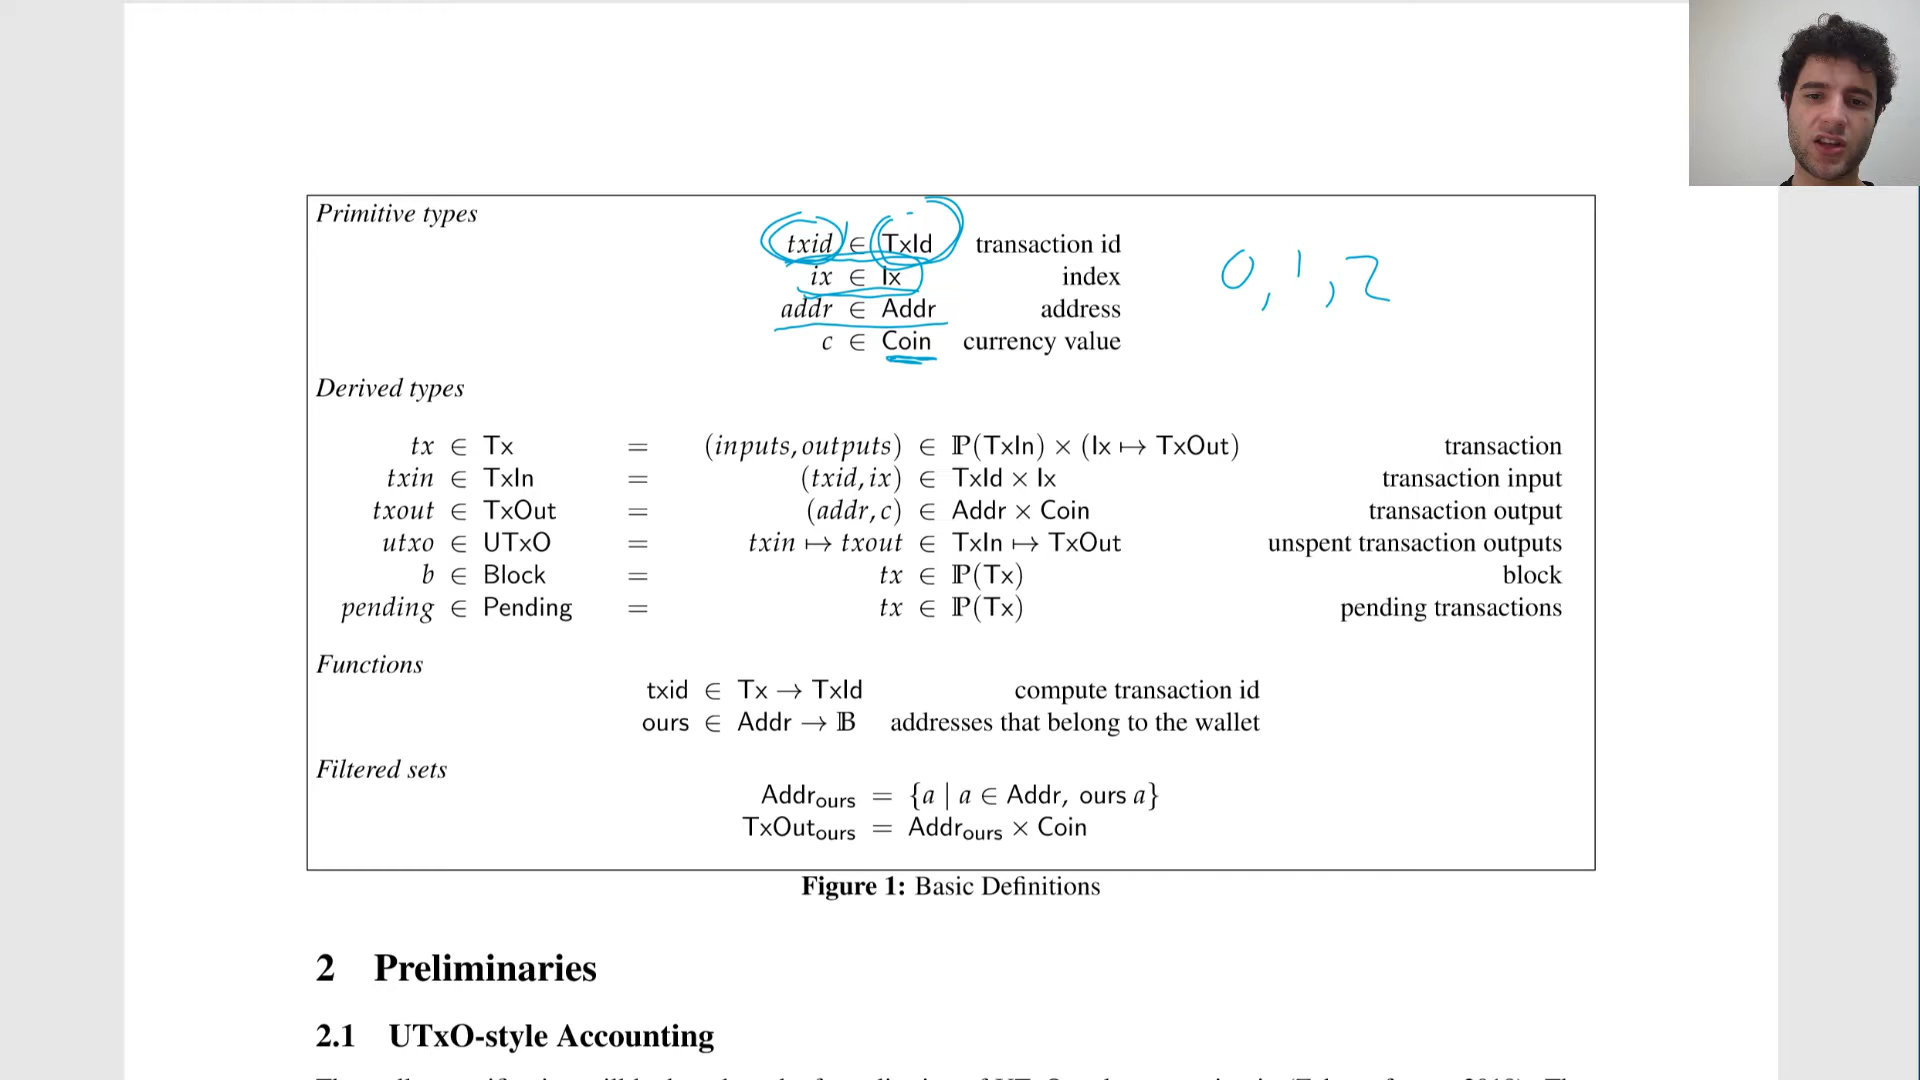 Primitive types
txid ∈ TxId transaction id
ix ∈ Ix index
addr ∈ Addr address
c ∈ Coin currency value
0, 1, 2
Derived types
tx ∈ Tx = (inputs, outputs) ∈ ℙ(TxIn) × (Ix ↦ TxOut) transaction
txin ∈ TxIn = (txid, ix) ∈ TxId × Ix transaction input
txout ∈ TxOut = (addr, c) ∈ Addr × Coin transaction output
utxo ∈ UTxO = txin ↦ txout ∈ TxIn ↦ TxOut unspent transaction outputs
b ∈ Block = tx ∈ ℙ(Tx) block
pending ∈ Pending = tx ∈ ℙ(Tx) pending transactions
Functions
txid ∈ Tx → TxId compute transaction id
ours ∈ Addr → 𝔹 addresses that belong to the wallet
Filtered sets
Addr_ours = {a | a ∈ Addr, ours a}
TxOut_ours = Addr_ours × Coin
Figure 1: Basic Definitions
2 Preliminaries
2.1 UTxO-style Accounting